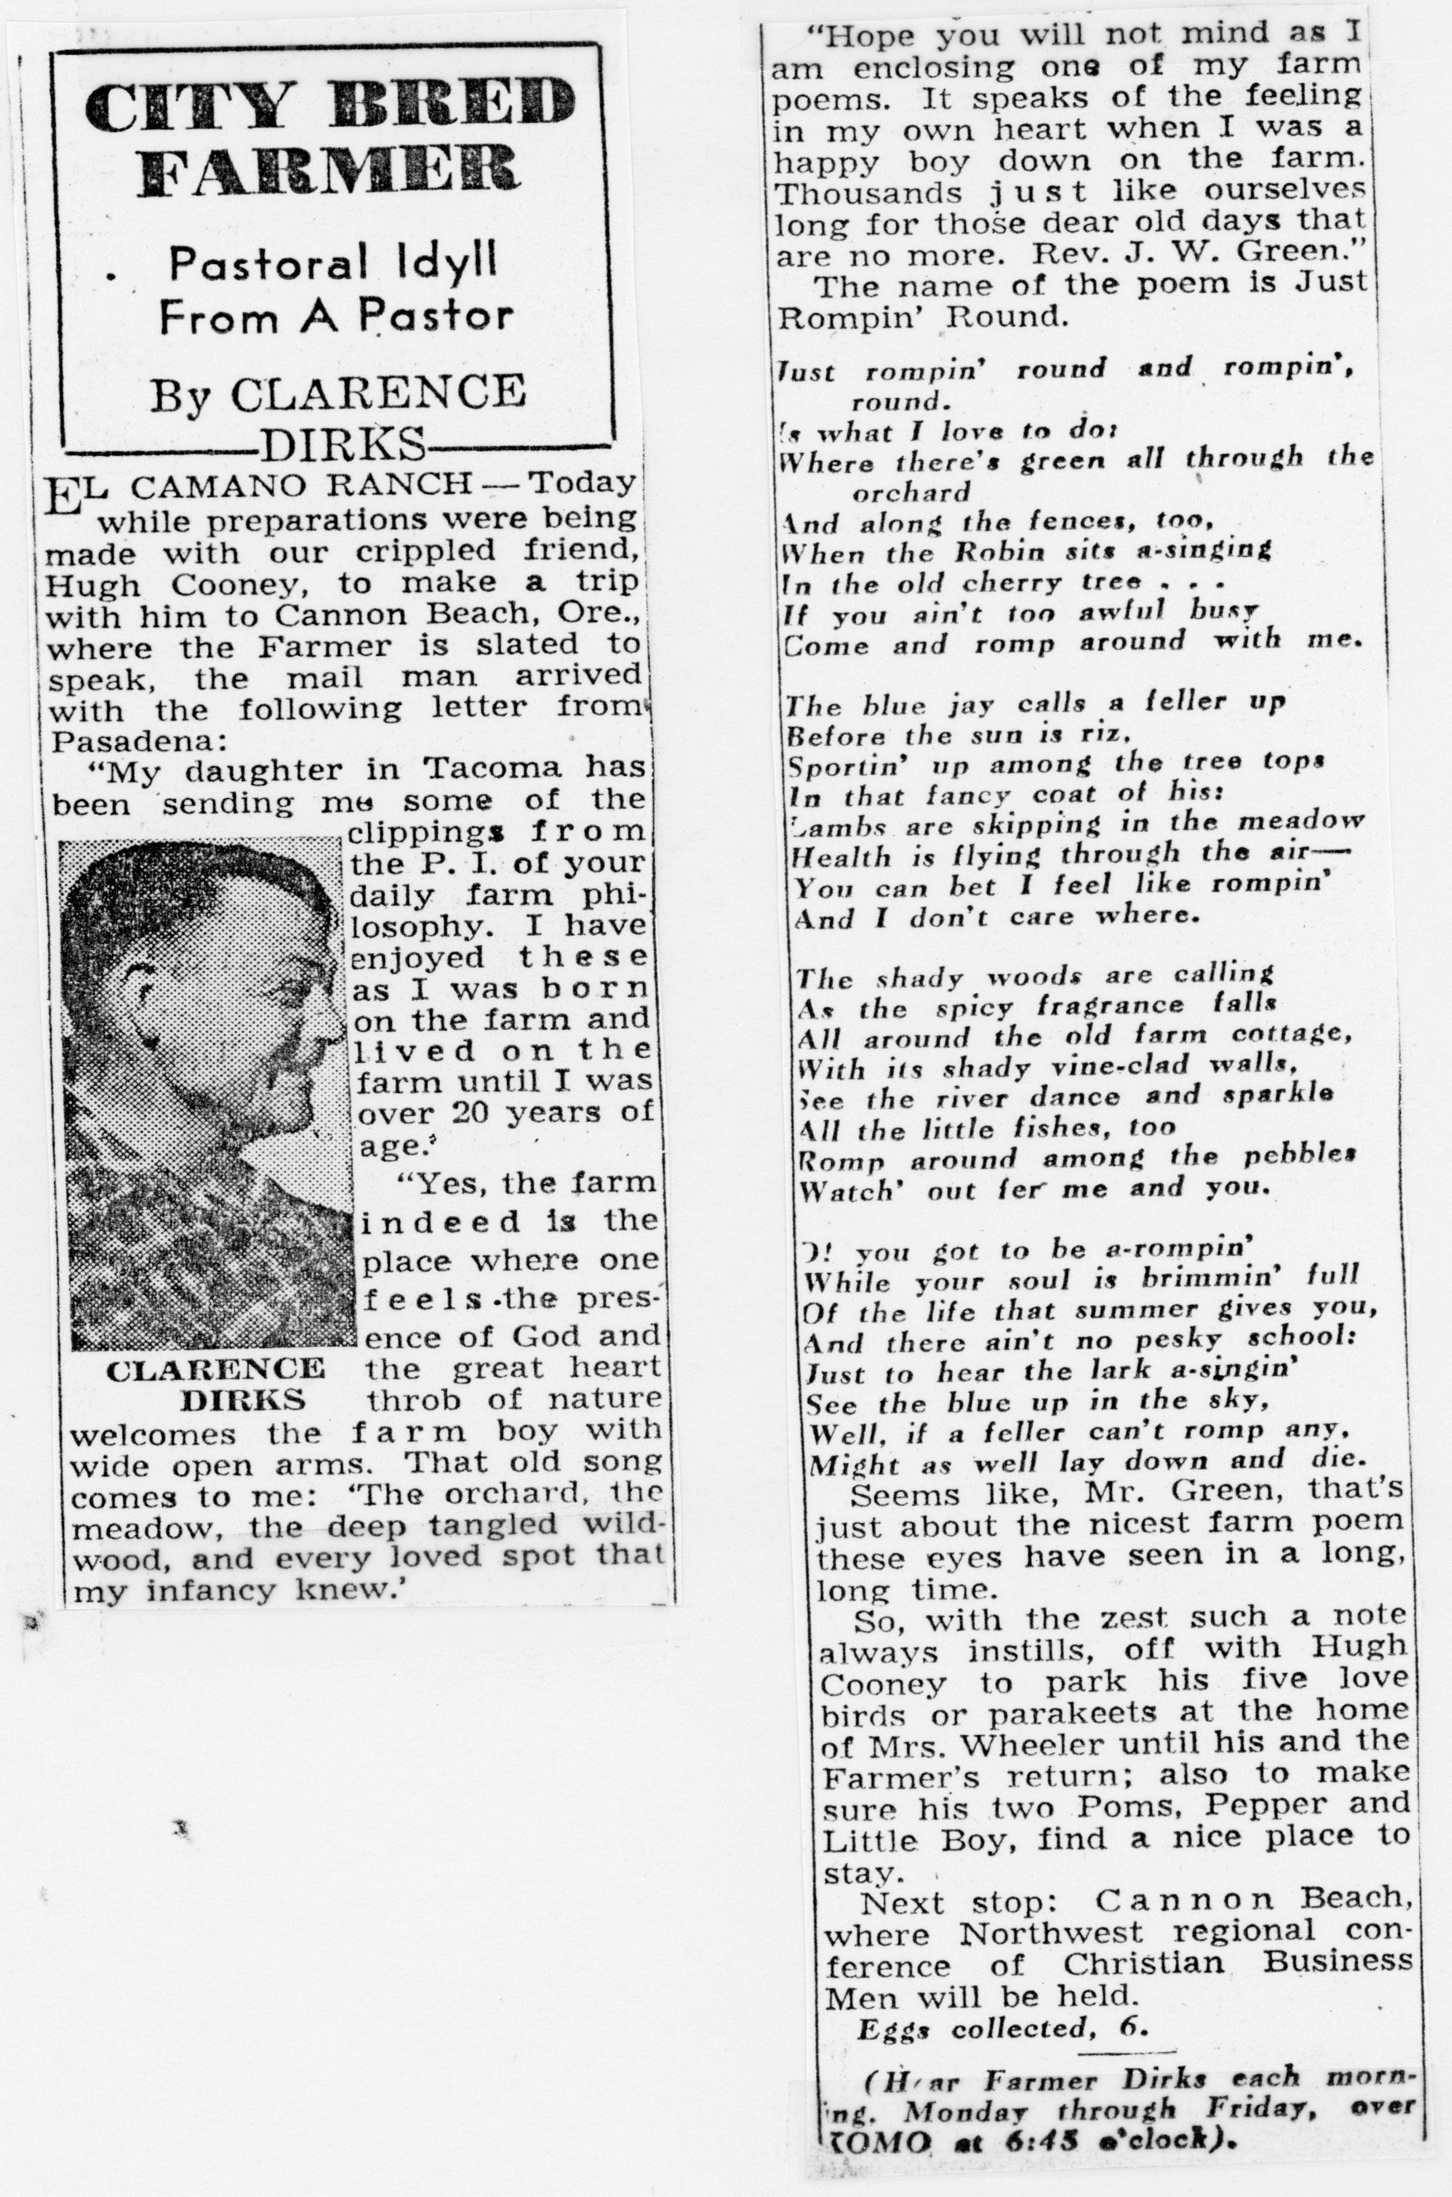 CITY BRED
FARMER
. Pastoral Idyll
From A Pastor
By CLARENCE
DIRKS
EL CAMANO RANCH — Today
while preparations were being
made with our crippled friend,
Hugh Cooney, to make a trip
with him to Cannon Beach, Ore.,
where the Farmer is slated to
speak, the mail man arrived
with the following letter from
Pasadena:
"My daughter in Tacoma has
been sending me some of the
clippings from
the P. I. of your
daily farm phi-
losophy. I have
enjoyed these
as I was born
on the farm and
lived on the
farm until I was
over 20 years of
age.'
"Yes, the farm
indeed is the
place where one
feels the pres-
ence of God and
CLARENCE
DIRKS
the great heart
throb of nature
welcomes the farm boy with
wide open arms. That old song
comes to me: 'The orchard, the
meadow, the deep tangled wild-
wood, and every loved spot that
my infancy knew.'
"Hope you will not mind as I
am enclosing one of my farm
poems. It speaks of the feeling
in my own heart when I was a
happy boy down on the farm.
Thousands just like ourselves
long for those dear old days that
are no more. Rev. J. W. Green."
The name of the poem is Just
Rompin' Round.
Just rompin' round and rompin',
round.
Is what I love to do:
Where there's green all through the
orchard
And along the fences, too,
When the Robin sits a-singing
In the old cherry tree . . .
If you ain't too awful busy
Come and romp around with me.
The blue jay calls a feller up
Before the sun is riz,
Sportin' up among the tree tops
In that fancy coat of his:
Lambs are skipping in the meadow
Health is flying through the air—
You can bet I feel like rompin'
And I don't care where.
The shady woods are calling
As the spicy fragrance falls
All around the old farm cottage,
With its shady vine-clad walls,
See the river dance and sparkle
All the little fishes, too
Romp around among the pebbles
Watch' out fer me and you.
O! you got to be a-rompin'
While your soul is brimmin' full
Of the life that summer gives you,
And there ain't no pesky school:
Just to hear the lark a-singin'
See the blue up in the sky,
Well, if a feller can't romp any,
Might as well lay down and die.
Seems like, Mr. Green, that's
just about the nicest farm poem
these eyes have seen in a long,
long time.
So, with the zest such a note
always instills, off with Hugh
Cooney to park his five love
birds or parakeets at the home
of Mrs. Wheeler until his and the
Farmer's return; also to make
sure his two Poms, Pepper and
Little Boy, find a nice place to
stay.
Next stop: Cannon Beach,
where Northwest regional con-
ference of Christian Business
Men will be held.
Eggs collected, 6.
(Hear Farmer Dirks each morn-
ing. Monday through Friday, over
KOMO at 6:45 o'clock).